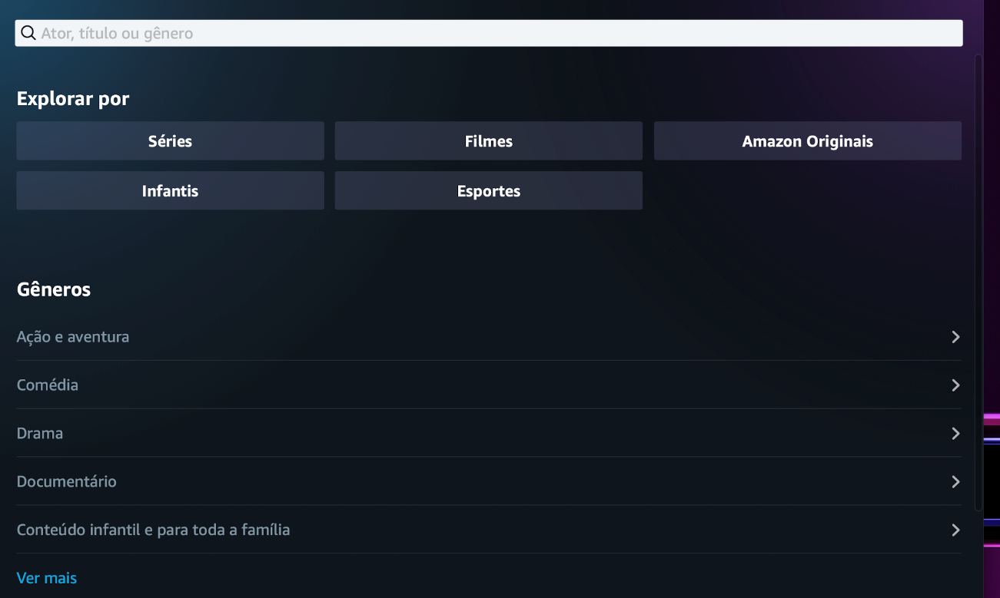 Ator, título ou gênero
Explorar por
Séries
Filmes
Amazon Originais
Infantis
Esportes
Gêneros
Ação e aventura
Comédia
Drama
Documentário
Conteúdo infantil e para toda a família
Ver mais